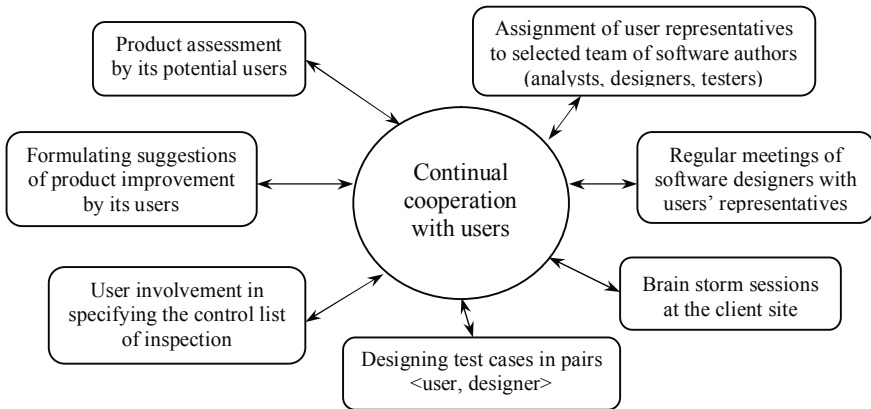 Product assessment
by its potential users
Assignment of user representatives
to selected team of software authors
(analysts, designers, testers)
Formulating suggestions
of product improvement
by its users
Continual
cooperation
with users
Regular meetings of
software designers with
users’ representatives
User involvement in
specifying the control list
of inspection
Brain storm sessions
at the client site
Designing test cases in pairs
<user, designer>